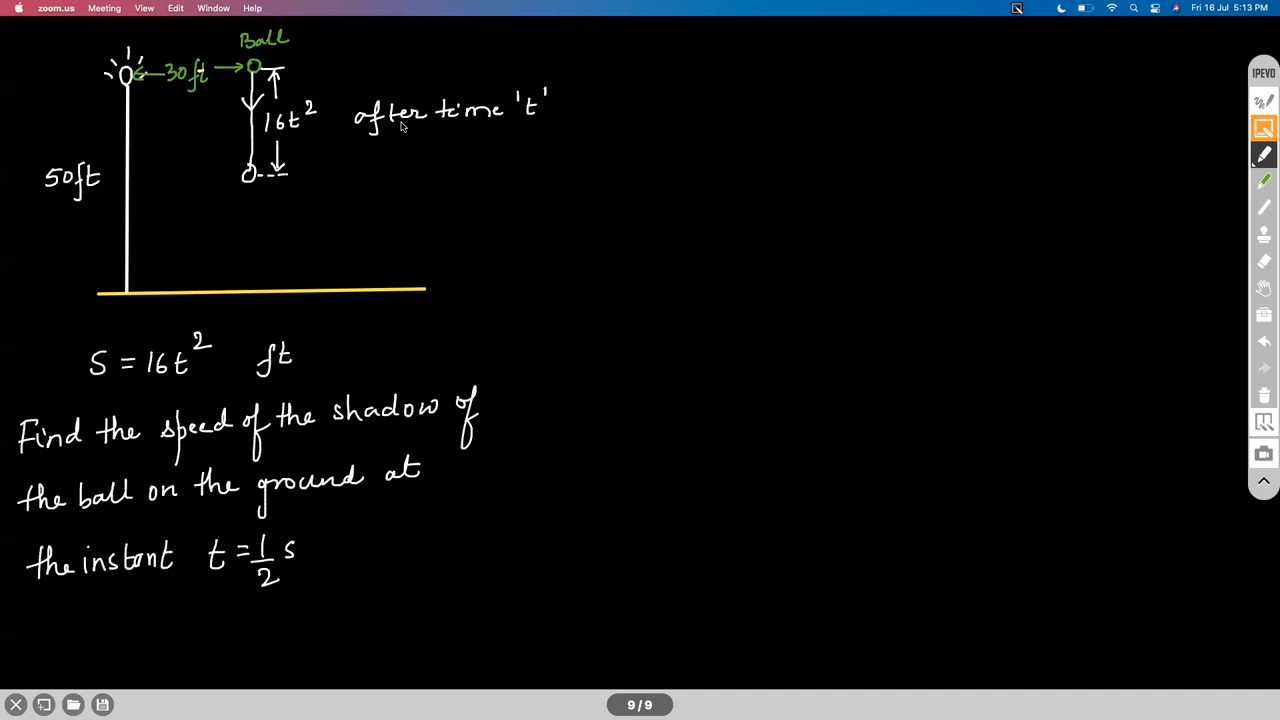 zoom.us Meeting View Edit Window Help Fri 16 Jul 5:13 PM
Ball
30ft
16t² after time 't'
50ft
S = 16t² ft
Find the speed of the shadow of
the ball on the ground at
the instant t = 1/2 s
IPEVO
9 / 9